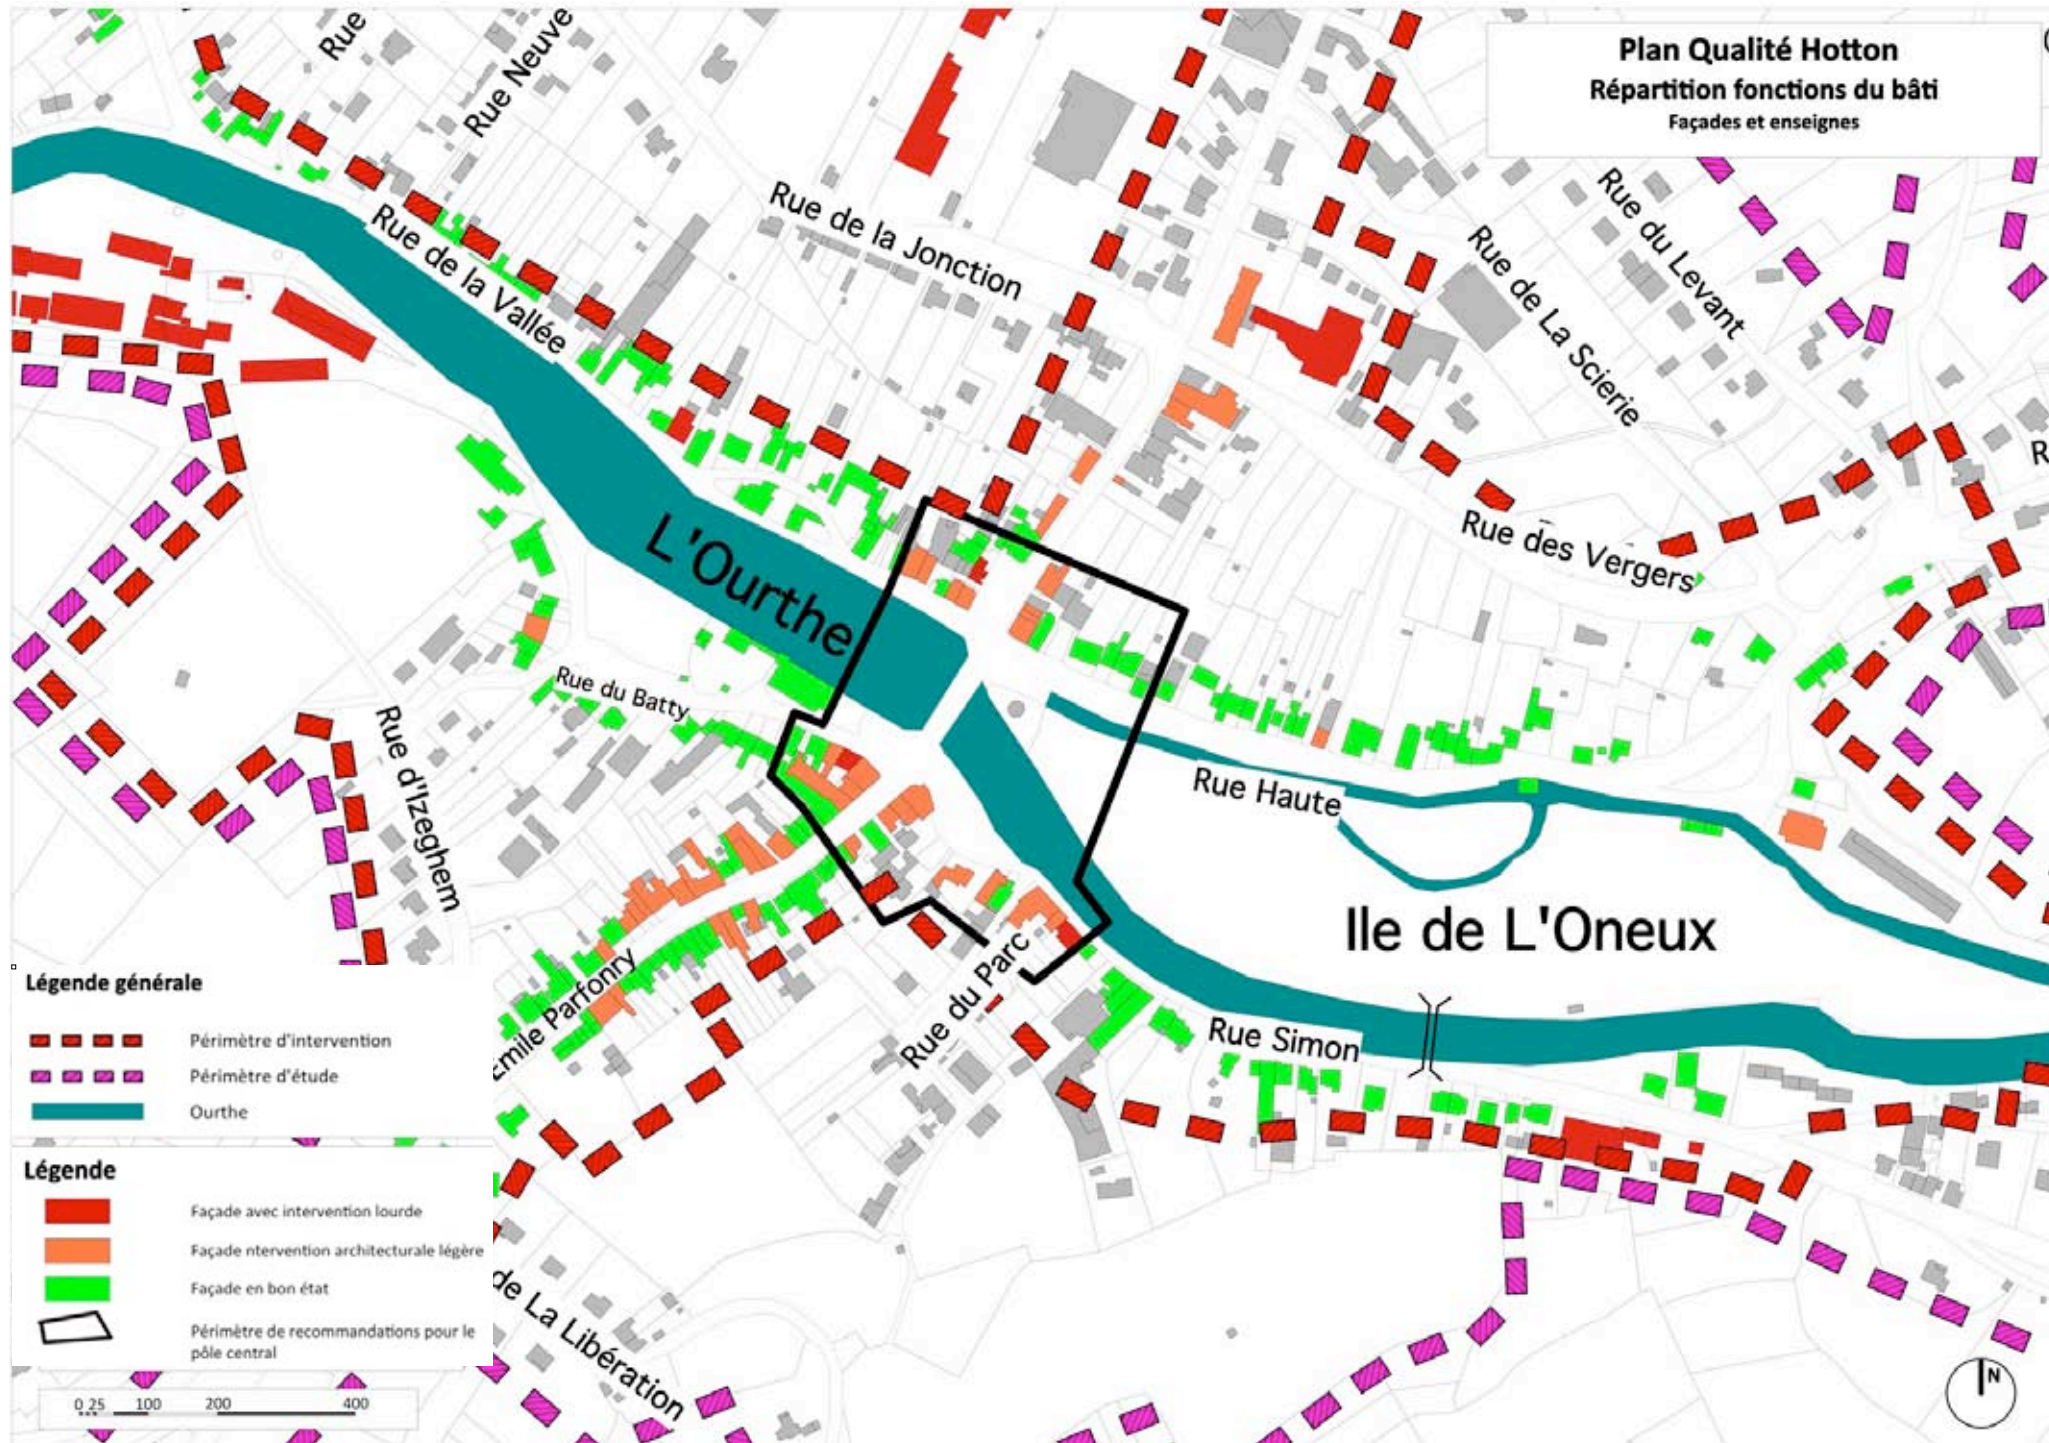 Plan Qualité Hotton
Répartition fonctions du bâti
Façades et enseignes
Rue
Rue Neuve
Rue de la Jonction
Rue du Levant
Rue de La Scierie
Rue de la Vallée
L'Ourthe
Rue des Vergers
Rue du Batty
Rue d'Izeghem
Rue Haute
Ile de L'Oneux
Emile Parfonry
Rue du Parc
Rue Simon
de La Libération
R
Légende générale
Périmètre d'intervention
Périmètre d'étude
Ourthe
Légende
Façade avec intervention lourde
Façade ntervention architecturale légère
Façade en bon état
Périmètre de recommandations pour le
pôle central
0 25 100 200 400
N